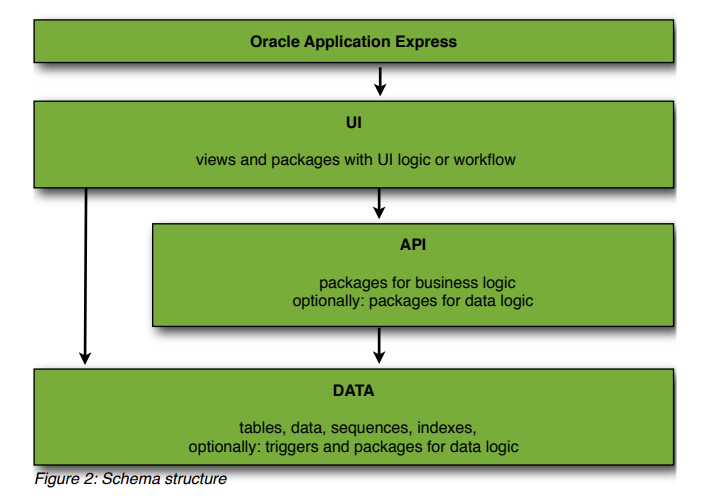 Oracle Application Express
UI
views and packages with UI logic or workflow
API
packages for business logic
optionally: packages for data logic
DATA
tables, data, sequences, indexes,
optionally: triggers and packages for data logic
Figure 2: Schema structure